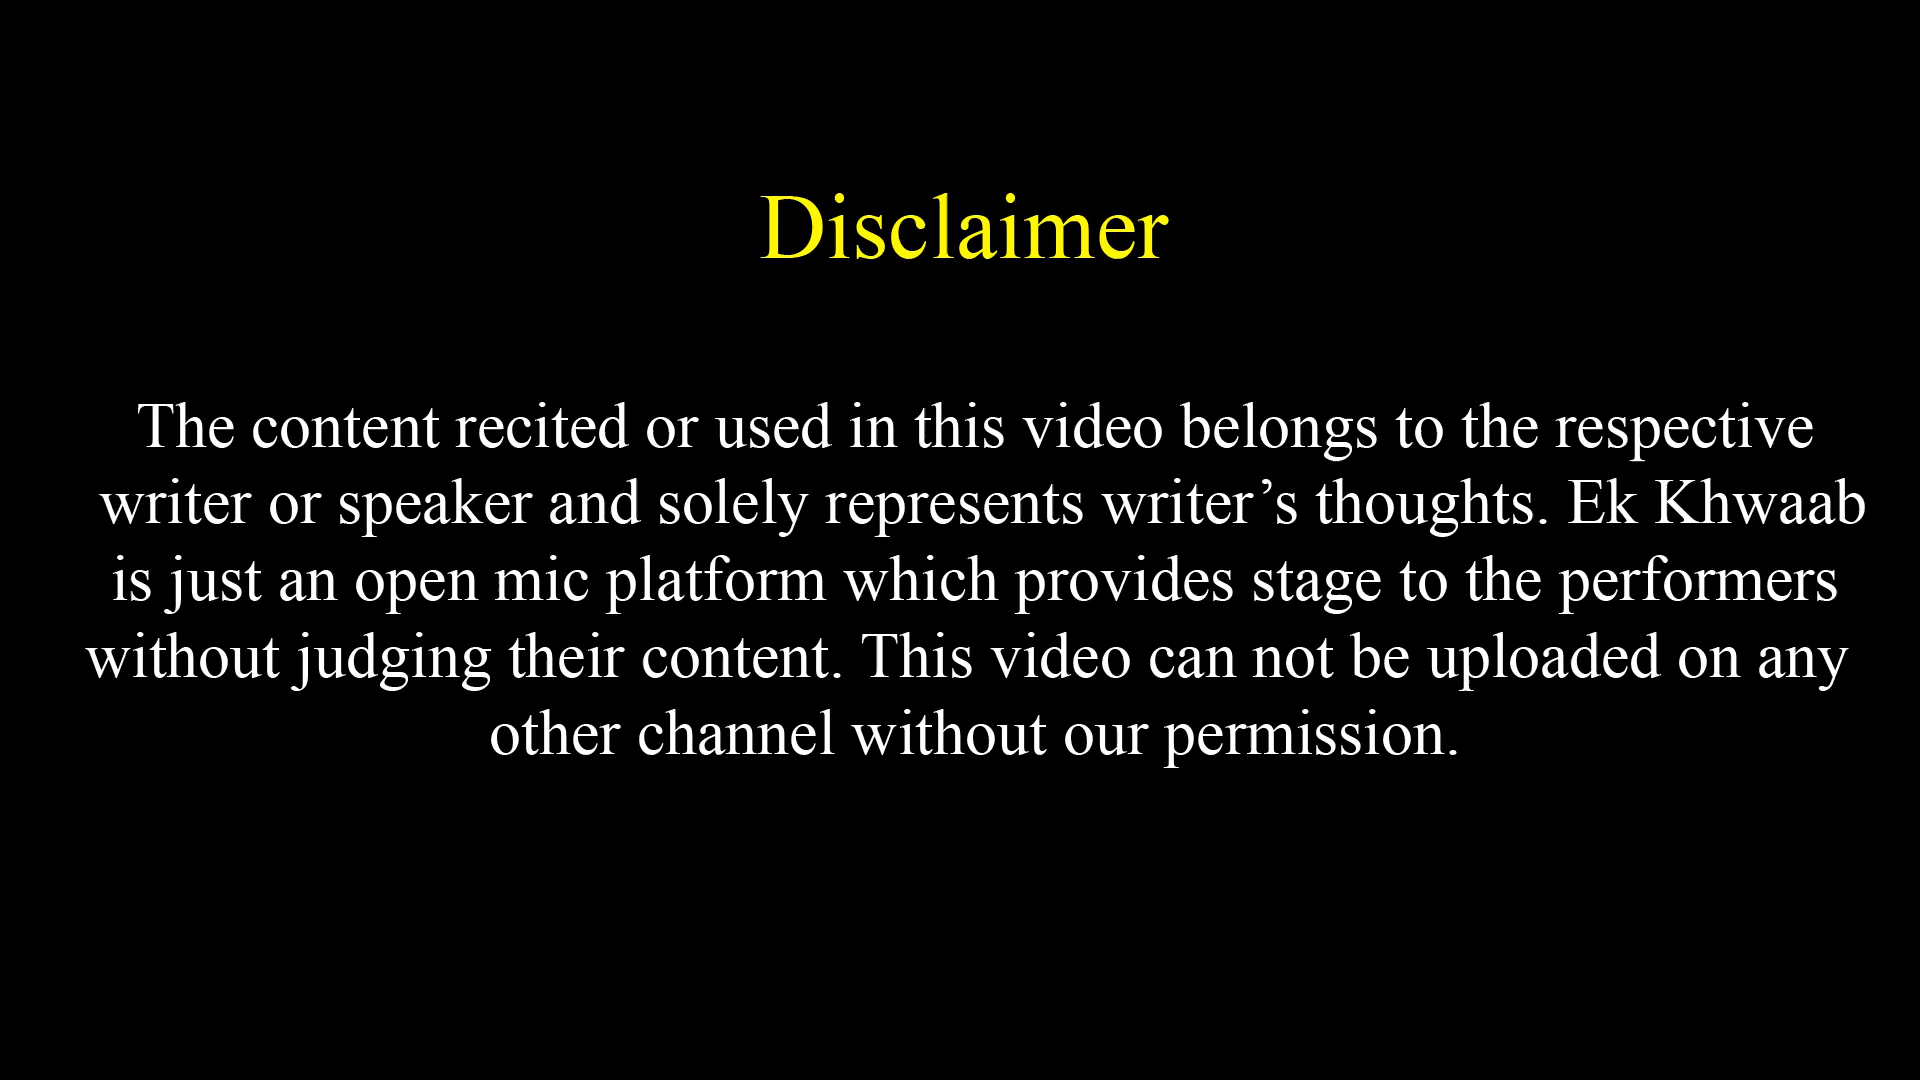 Disclaimer
The content recited or used in this video belongs to the respective
writer or speaker and solely represents writer’s thoughts. Ek Khwaab
is just an open mic platform which provides stage to the performers
without judging their content. This video can not be uploaded on any
other channel without our permission.